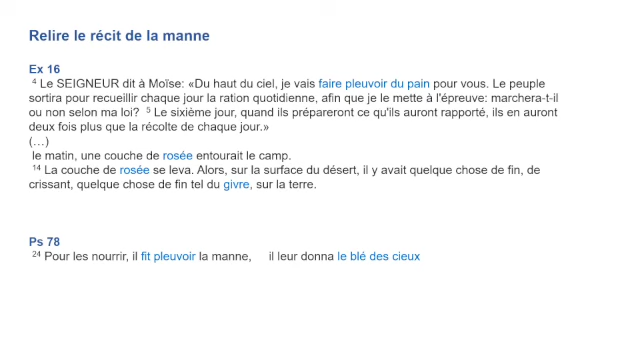 Relire le récit de la manne
Ex 16
4 Le SEIGNEUR dit à Moïse: «Du haut du ciel, je vais faire pleuvoir du pain pour vous. Le peuple
sortira pour recueillir chaque jour la ration quotidienne, afin que je le mette à l'épreuve: marchera-t-il
ou non selon ma loi? 5 Le sixième jour, quand ils prépareront ce qu'ils auront rapporté, ils en auront
deux fois plus que la récolte de chaque jour.»
(…)
le matin, une couche de rosée entourait le camp.
14 La couche de rosée se leva. Alors, sur la surface du désert, il y avait quelque chose de fin, de
crissant, quelque chose de fin tel du givre, sur la terre.
Ps 78
24 Pour les nourrir, il fit pleuvoir la manne, il leur donna le blé des cieux